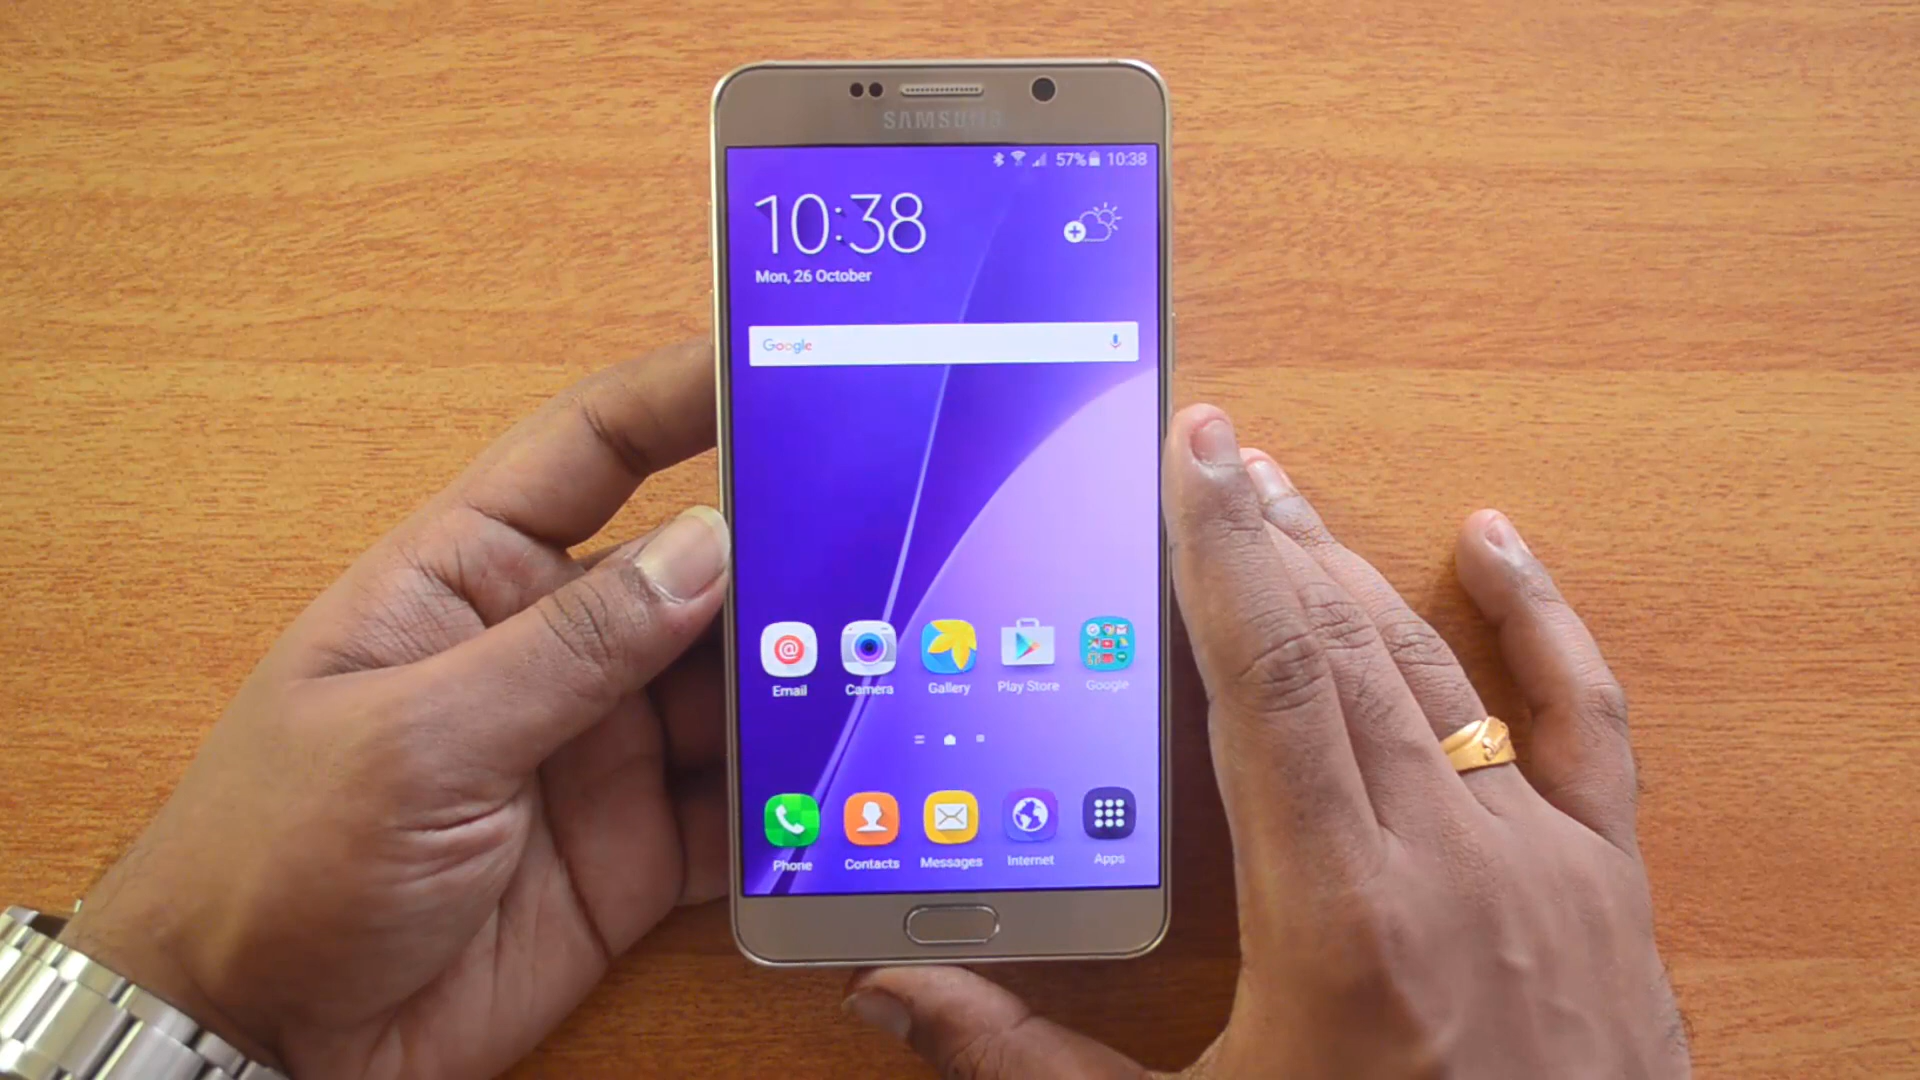 SAMSUNG
57% 10:38
10:38
Mon, 26 October
Google
Email Camera Gallery Play Store Google
Phone Contacts Messages Internet Apps